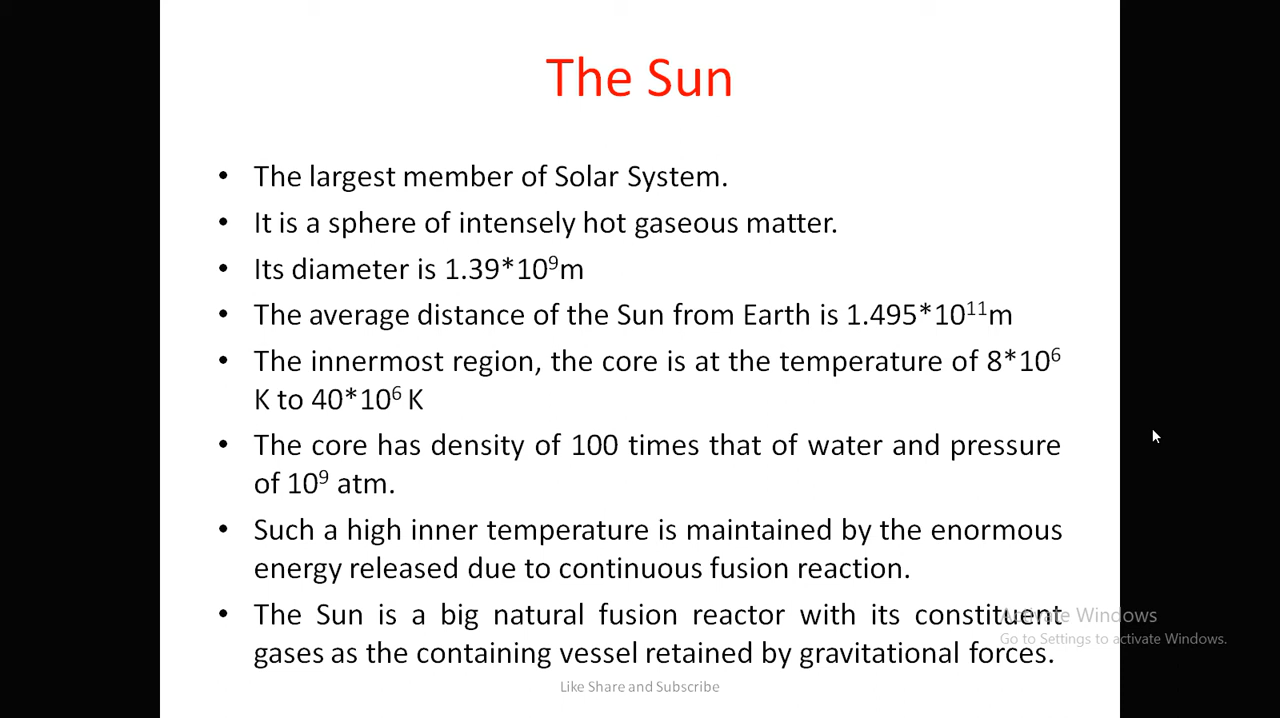 The Sun
• The largest member of Solar System.
• It is a sphere of intensely hot gaseous matter.
• Its diameter is 1.39*10⁹m
• The average distance of the Sun from Earth is 1.495*10¹¹m
• The innermost region, the core is at the temperature of 8*10⁶
K to 40*10⁶ K
• The core has density of 100 times that of water and pressure
of 10⁹ atm.
• Such a high inner temperature is maintained by the enormous
energy released due to continuous fusion reaction.
• The Sun is a big natural fusion reactor with its constituent
gases as the containing vessel retained by gravitational forces.
Activate Windows
Go to Settings to activate Windows.
Like Share and Subscribe